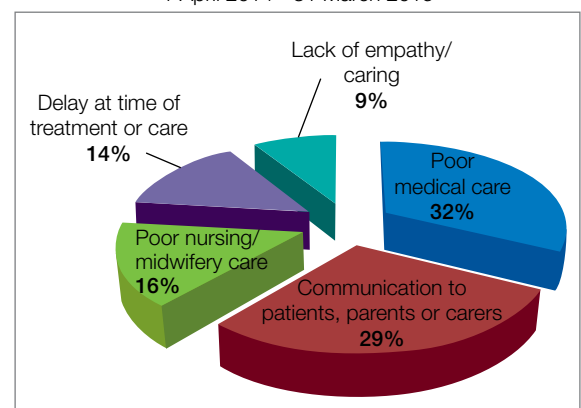 Lack of empathy/
caring
9%
Delay at time of
treatment or care
14%
Poor
medical care
32%
Poor nursing/
midwifery care
16%
Communication to
patients, parents or carers
29%